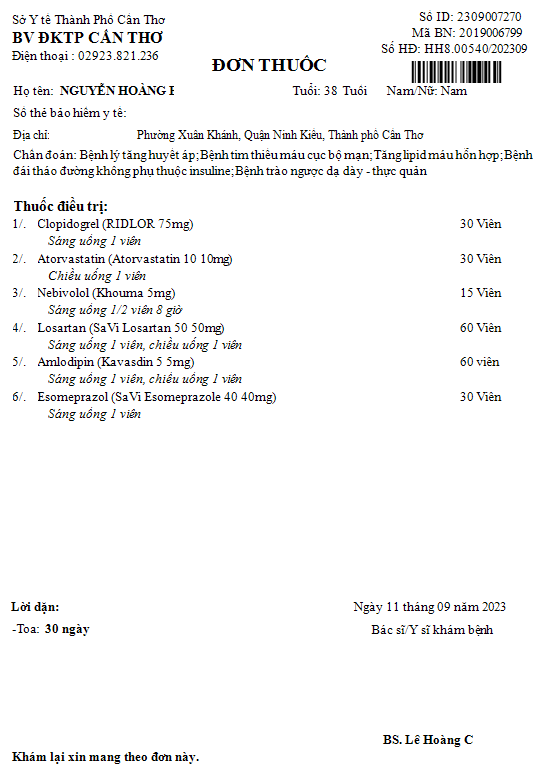 Sở Y tế Thành Phố Cần Thơ
BV ĐKTP CẦN THƠ
Điện thoại : 02923.821.236
Số ID: 2309007270
Mã BN: 2019006799
Số HĐ: HH8.00540/202309
ĐƠN THUỐC
Họ tên: NGUYỄN HOÀNG Tuổi: 38 Tuổi Nam/Nữ: Nam
Số thẻ bảo hiểm y tế:
Địa chỉ: Phường Xuân Khánh, Quận Ninh Kiều, Thành phố Cần Thơ
Chẩn đoán: Bệnh lý tăng huyết áp;Bệnh tim thiếu máu cục bộ mạn;Tăng lipid máu hỗn hợp;Bệnh
đái tháo đường không phụ thuộc insuline;Bệnh trào ngược dạ dày - thực quản
Thuốc điều trị:
1/. Clopidogrel (RIDLOR 75mg) 30 Viên
Sáng uống 1 viên
2/. Atorvastatin (Atorvastatin 10 10mg) 30 Viên
Chiều uống 1 viên
3/. Nebivolol (Khouma 5mg) 15 Viên
Sáng uống 1/2 viên 8 giờ
4/. Losartan (SaVi Losartan 50 50mg) 60 Viên
Sáng uống 1 viên, chiều uống 1 viên
5/. Amlodipin (Kavasdin 5 5mg) 60 viên
Sáng uống 1 viên, chiều uống 1 viên
6/. Esomeprazol (SaVi Esomeprazole 40 40mg) 30 Viên
Sáng uống 1 viên
Lời dặn: Ngày 11 tháng 09 năm 2023
-Toa: 30 ngày Bác sĩ/Y sĩ khám bệnh
BS. Lê Hoàng C
Khám lại xin mang theo đơn này.